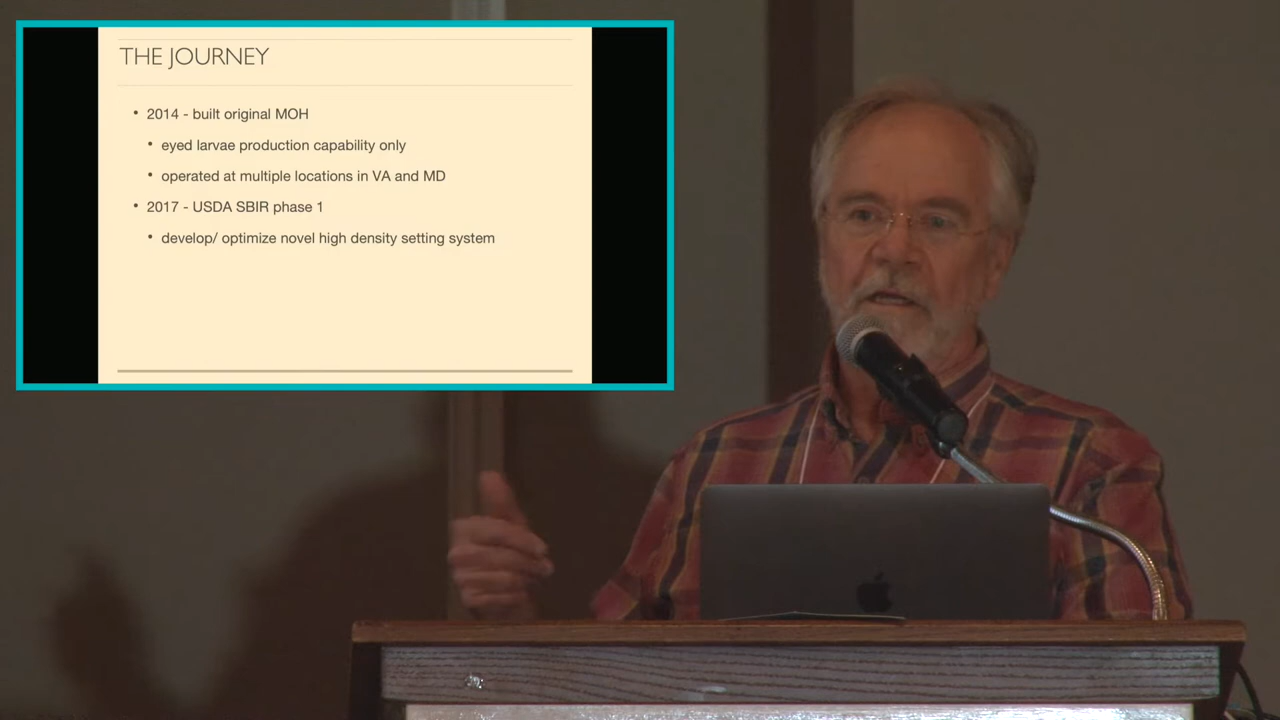 THE JOURNEY
• 2014 - built original MOH
• eyed larvae production capability only
• operated at multiple locations in VA and MD
• 2017 - USDA SBIR phase 1
• develop/ optimize novel high density setting system